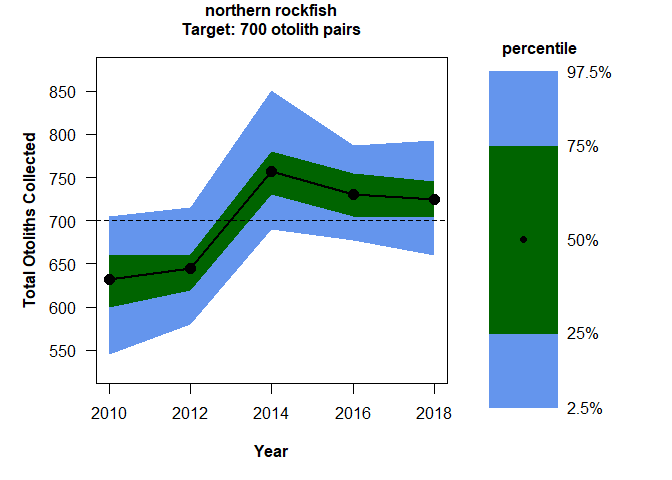 northern rockfish
Target: 700 otolith pairs
percentile
Total Otoliths Collected
850
800
750
700
650
600
550
2010 2012 2014 2016 2018
Year
97.5%
75%
50%
25%
2.5%